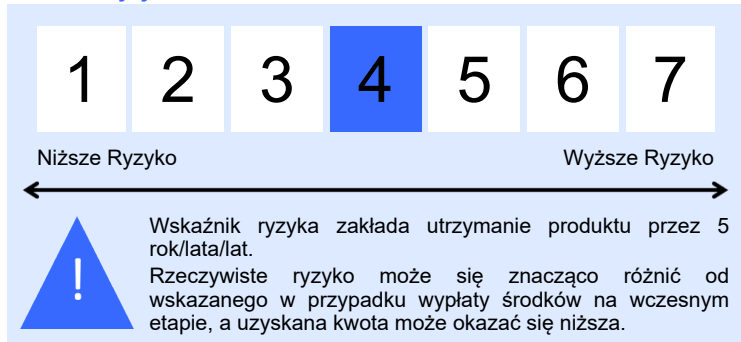 1 2 3 4 5 6 7
Niższe Ryzyko Wyższe Ryzyko
Wskaźnik ryzyka zakłada utrzymanie produktu przez 5
rok/lata/lat.
Rzeczywiste ryzyko może się znacząco różnić od
wskazanego w przypadku wypłaty środków na wczesnym
etapie, a uzyskana kwota może okazać się niższa.
!